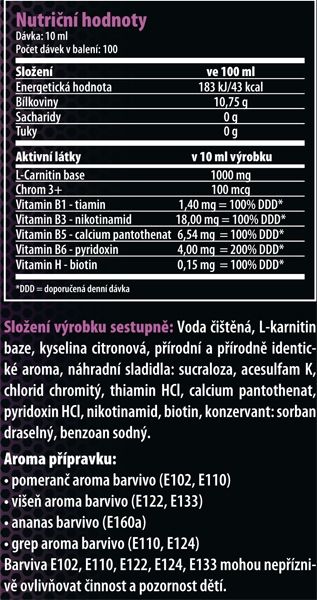 Nutriční hodnoty
Dávka: 10 ml
Počet dávek v balení: 100
Složení ve 100 ml
Energetická hodnota 183 kJ/43 kcal
Bílkoviny 10,75 g
Sacharidy 0 g
Tuky 0 g
Aktivní látky v 10 ml výrobku
L-Carnitin base 1000 mg
Chrom 3+ 100 mcg
Vitamin B1 - tiamin 1,40 mg = 100% DDD*
Vitamin B3 - nikotinamid 18,00 mg = 100% DDD*
Vitamin B5 - calcium pantothenat 6,54 mg = 100% DDD*
Vitamin B6 - pyridoxin 4,00 mg = 200% DDD*
Vitamin H - biotin 0,15 mg = 100% DDD*
*DDD = doporučená denní dávka
Složení výrobku sestupně: Voda čištěná, L-karnitin
baze, kyselina citronová, přírodní a přírodně identic-
ké aroma, náhradní sladidla: sucraloza, acesulfam K,
chlorid chromitý, thiamin HCl, calcium pantothenat,
pyridoxin HCl, nikotinamid, biotin, konzervant: sorban
draselný, benzoan sodný.
Aroma přípravku:
• pomeranč aroma barvivo (E102, E110)
• višeň aroma barvivo (E122, E133)
• ananas barvivo (E160a)
• grep aroma barvivo (E110, E124)
Barviva E102, E110, E122, E124, E133 mohou nepřízni-
vě ovlivňovat činnost a pozornost dětí.